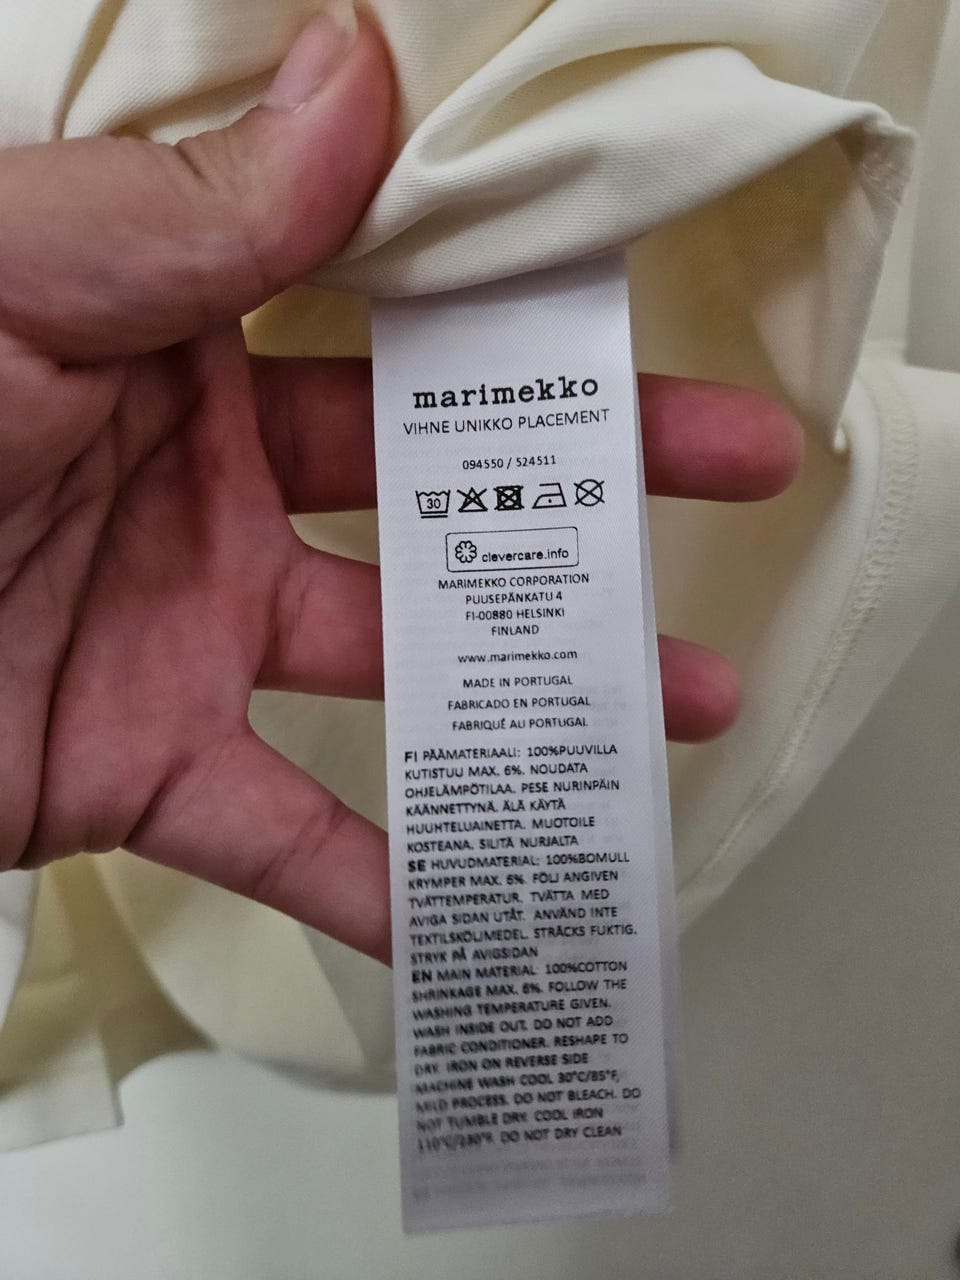 marimekko
VIHNE UNIKKO PLACEMENT
094550 / 524511
30
clevercare.info
MARIMEKKO CORPORATION
PUUSEPÄNKATU 4
FI-00880 HELSINKI
FINLAND
www.marimekko.com
MADE IN PORTUGAL
FABRICADO EN PORTUGAL
FABRIQUÉ AU PORTUGAL
FI PÄÄMATERIAALI: 100%PUUVILLA
KUTISTUU MAX. 6%. NOUDATA
OHJELÄMPÖTILAA. PESE NURINPÄIN
KÄÄNNETTYNÄ. ÄLÄ KÄYTÄ
HUUHTELUAINETTA. MUOTOILE
KOSTEANA. SILITÄ NURJALTA
SE HUVUDMATERIAL: 100%BOMULL
KRYMPER MAX. 6%. FÖLJ ANGIVEN
TVÄTTEMPERATUR. TVÄTTA MED
AVIGA SIDAN UTÅT. ANVÄND INTE
TEXTILSKÖLJMEDEL. STRÄCKS FUKTIG.
STRYK PÅ AVIGSIDAN
EN MAIN MATERIAL: 100%COTTON
SHRINKAGE MAX. 6%. FOLLOW THE
WASHING TEMPERATURE GIVEN.
WASH INSIDE OUT. DO NOT ADD
FABRIC CONDITIONER. RESHAPE TO
DRY. IRON ON REVERSE SIDE
MACHINE WASH COOL 30°C/85°F,
MILD PROCESS. DO NOT BLEACH. DO
NOT TUMBLE DRY. COOL IRON
110°C/230°F. DO NOT DRY CLEAN